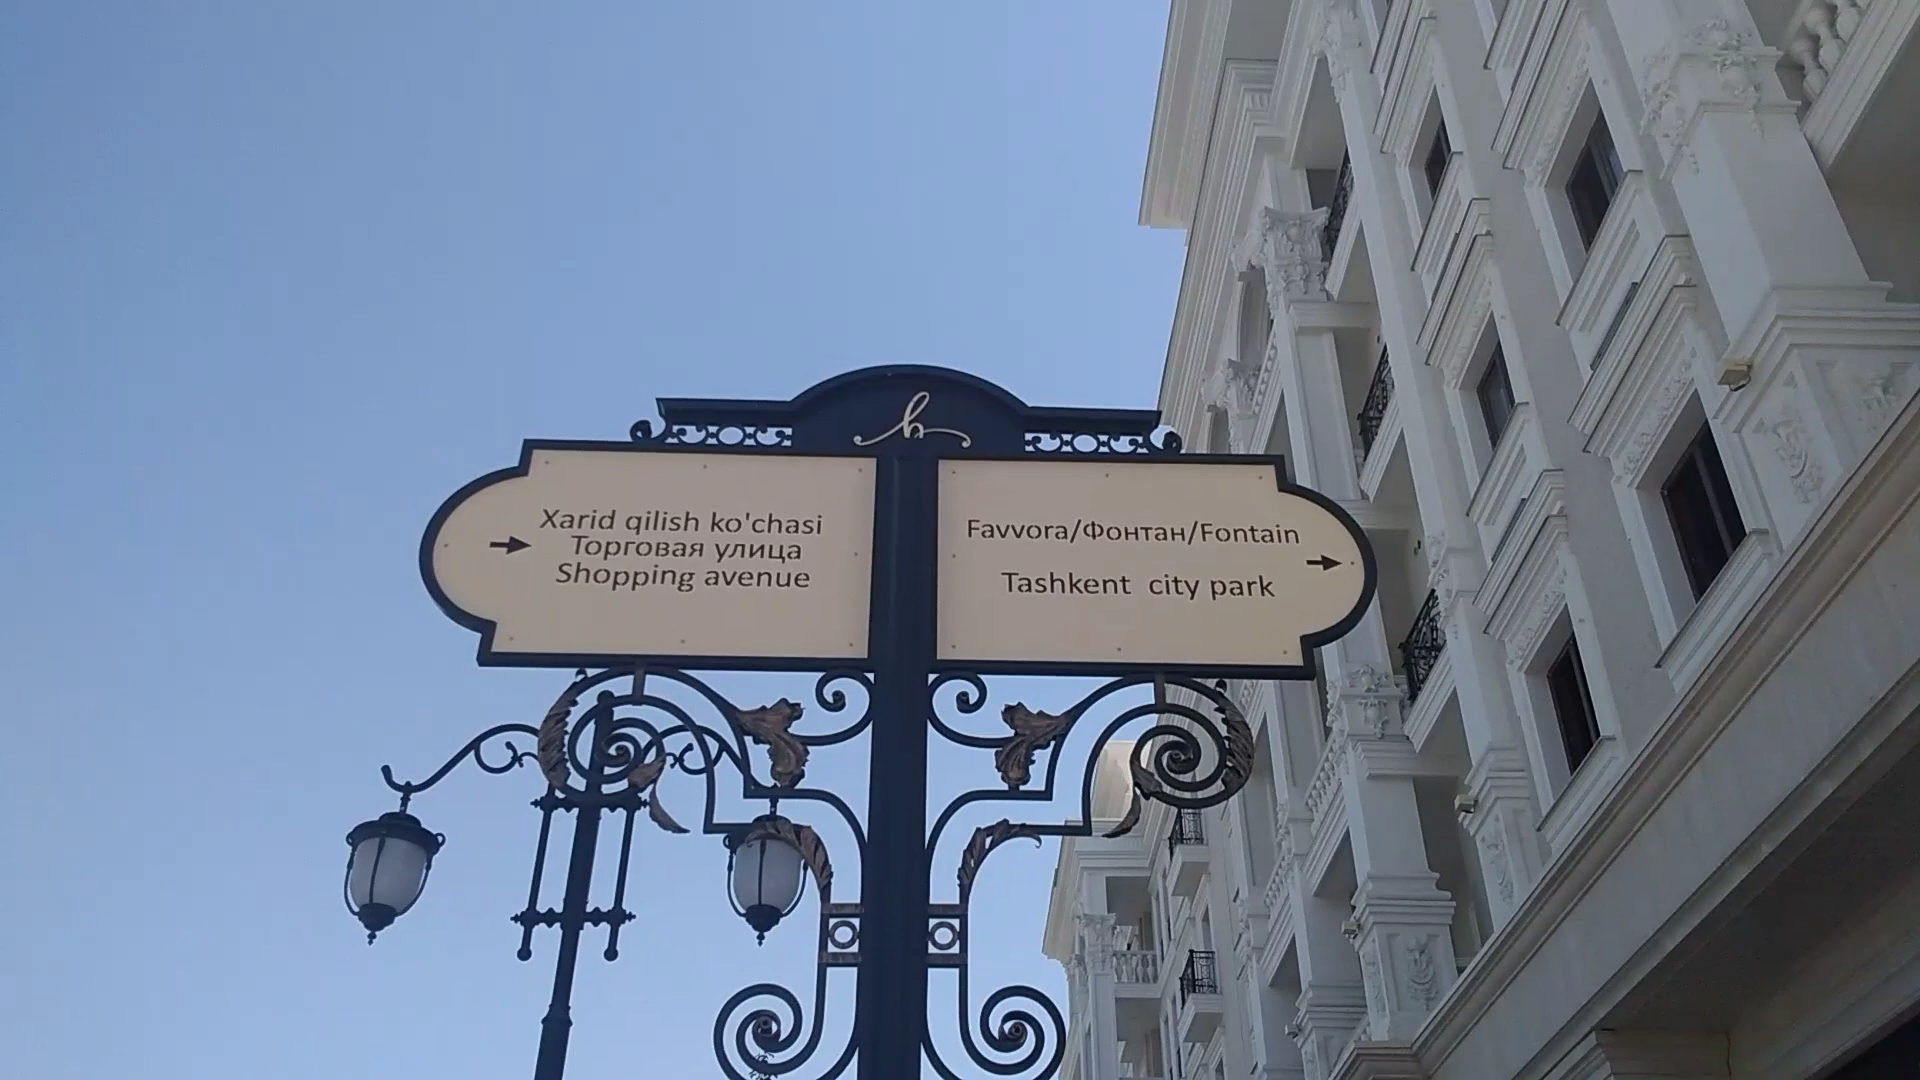 Xarid qilish ko'chasi
Торговая улица
Shopping avenue
Favvora/Фонтан/Fontain
Tashkent city park